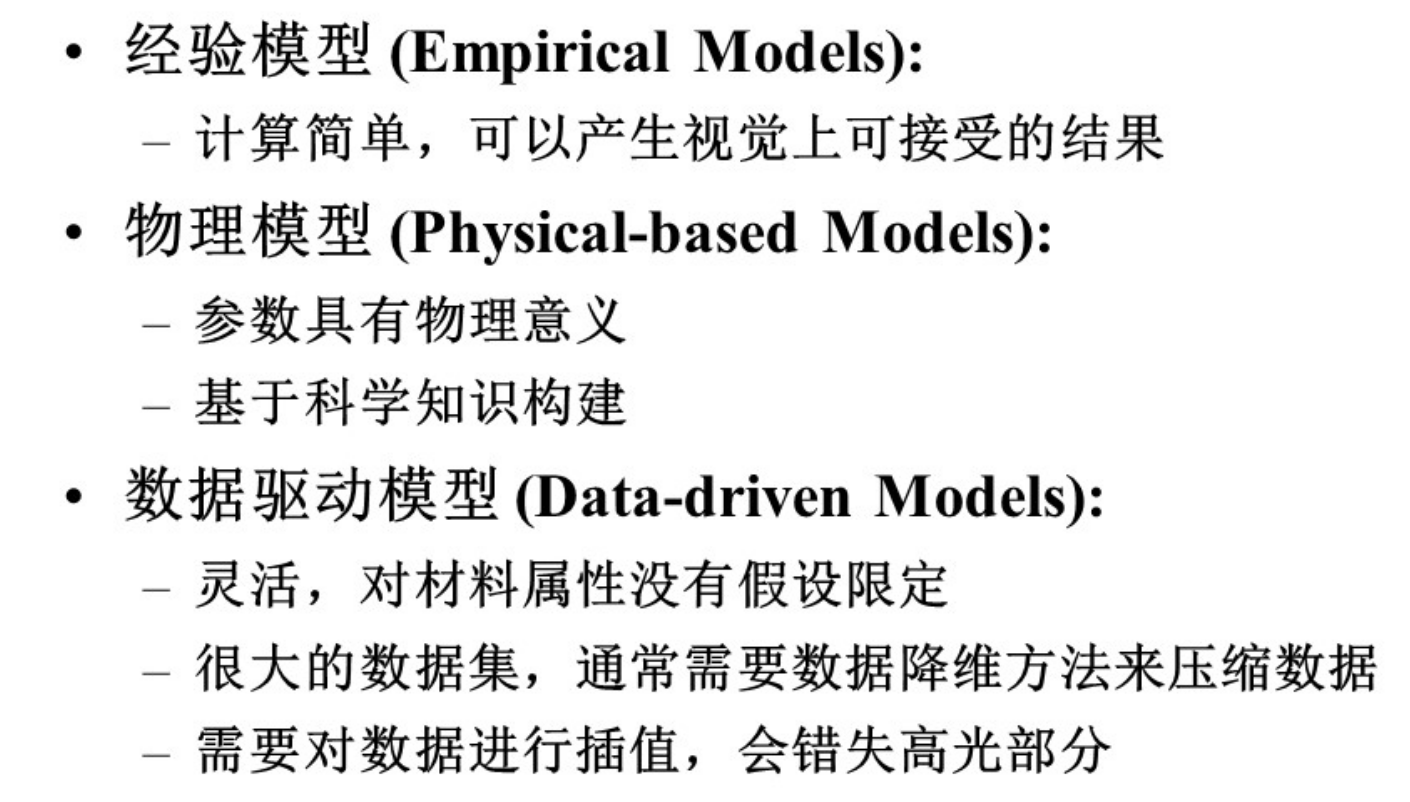 • 经验模型 (Empirical Models):
– 计算简单，可以产生视觉上可接受的结果
• 物理模型 (Physical-based Models):
– 参数具有物理意义
– 基于科学知识构建
• 数据驱动模型 (Data-driven Models):
– 灵活，对材料属性没有假设限定
– 很大的数据集，通常需要数据降维方法来压缩数据
– 需要对数据进行插值，会错失高光部分